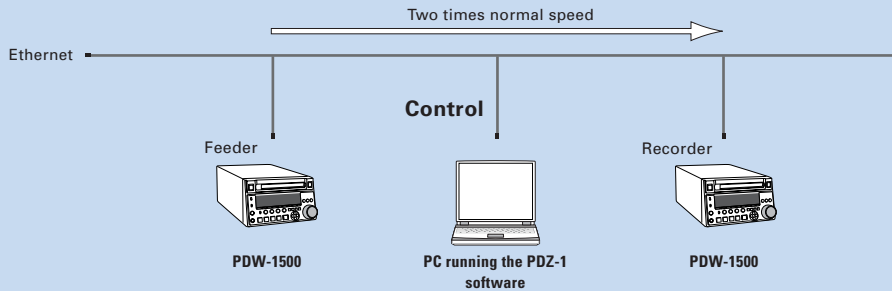 Two times normal speed
Ethernet
Control
Feeder
Recorder
PDW-1500
PC running the PDZ-1
software
PDW-1500